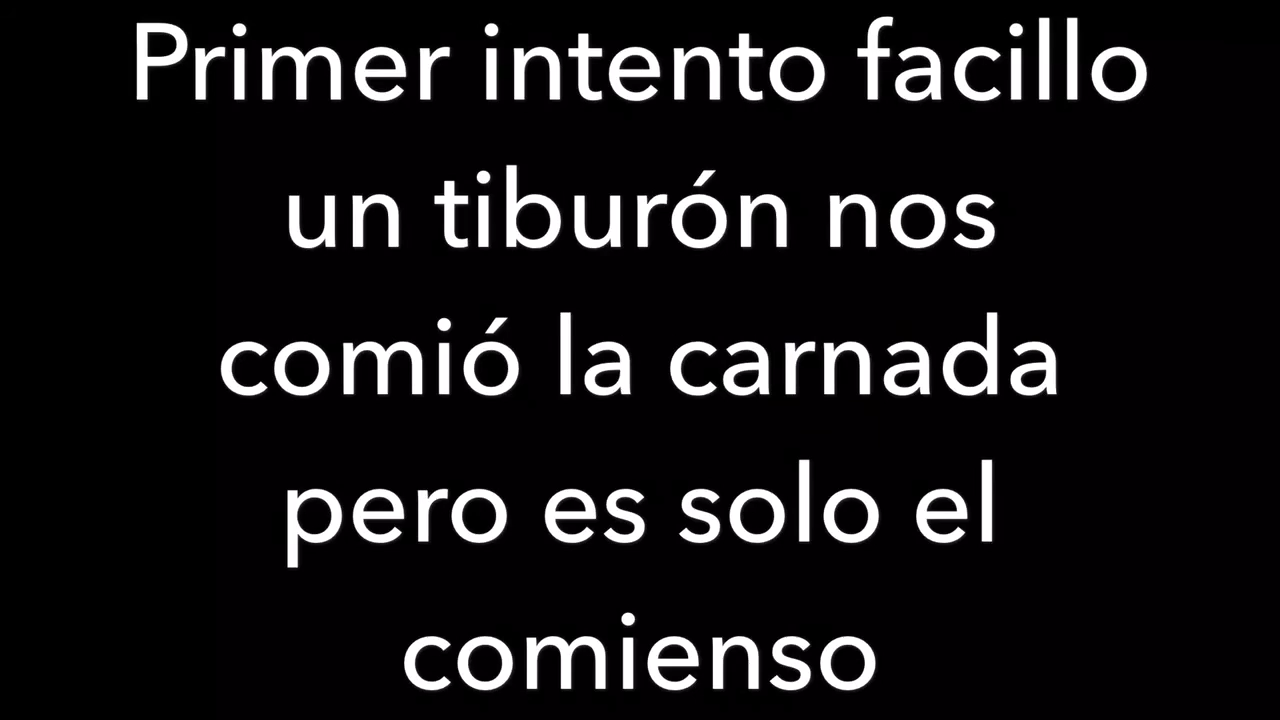 Primer intento facillo
un tiburón nos
comió la carnada
pero es solo el
comienso